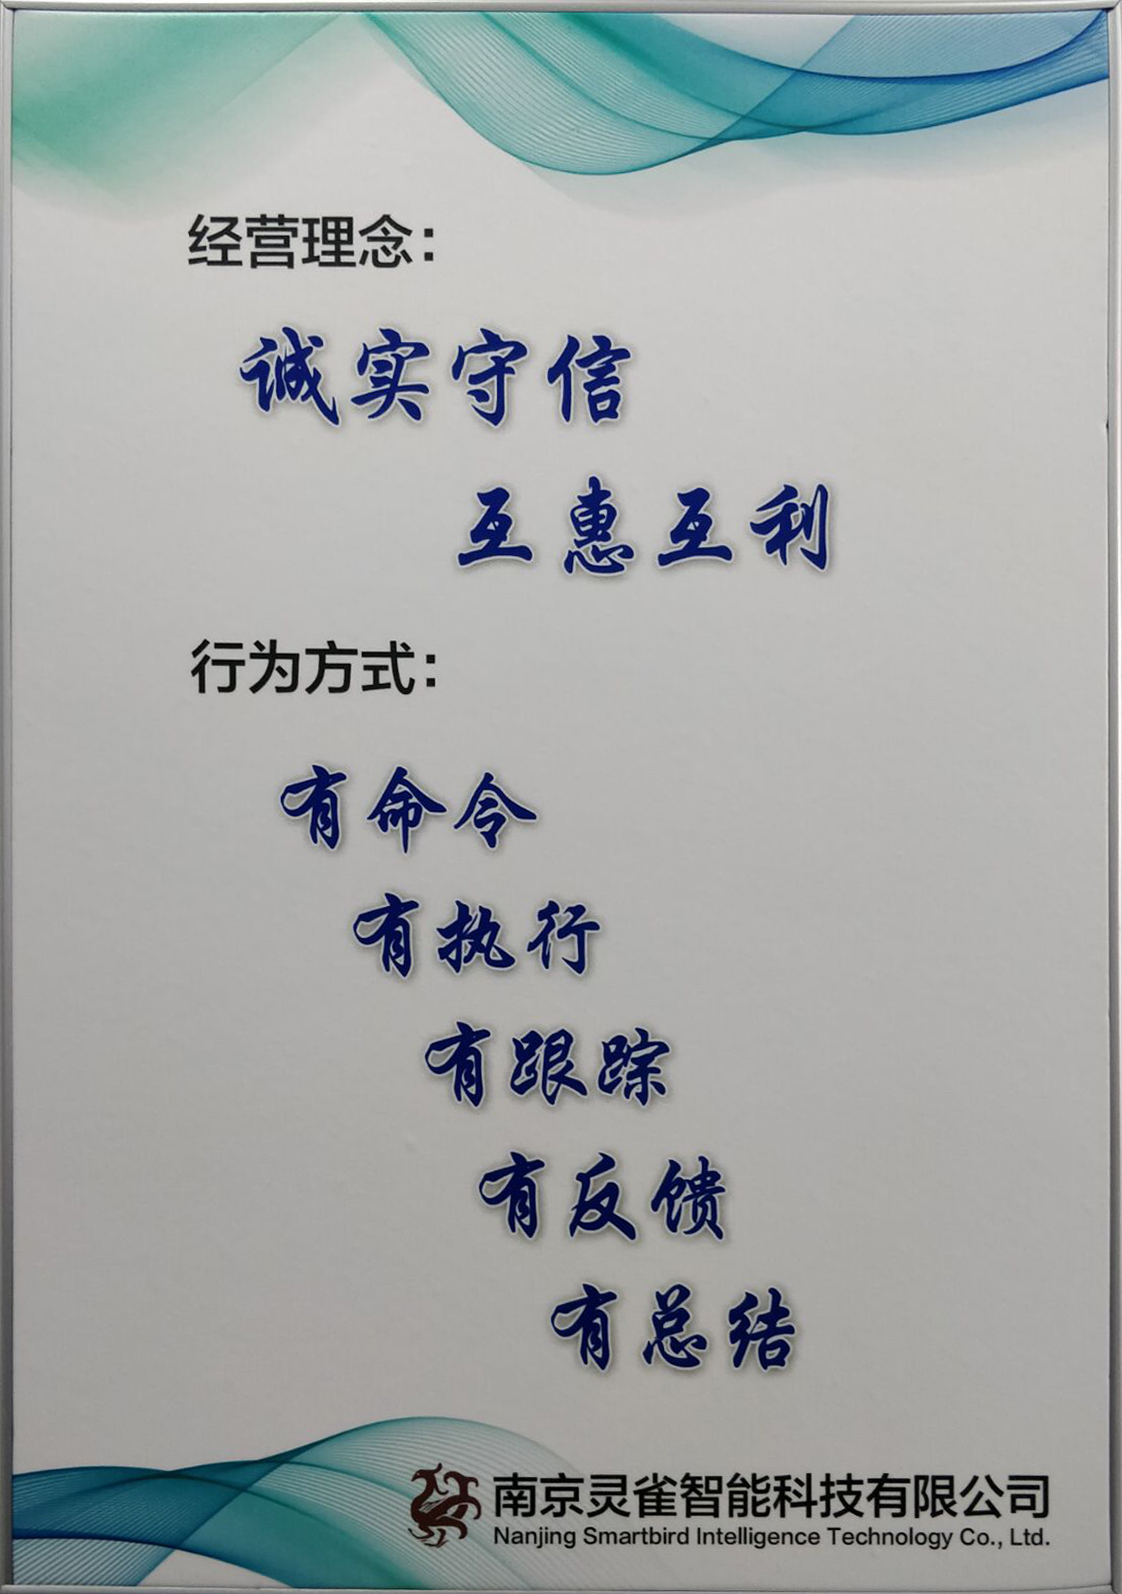 经营理念：
诚实守信
互惠互利
行为方式：
有命令
有执行
有跟踪
有反馈
有总结
南京灵雀智能科技有限公司
Nanjing Smartbird Intelligence Technology Co., Ltd.